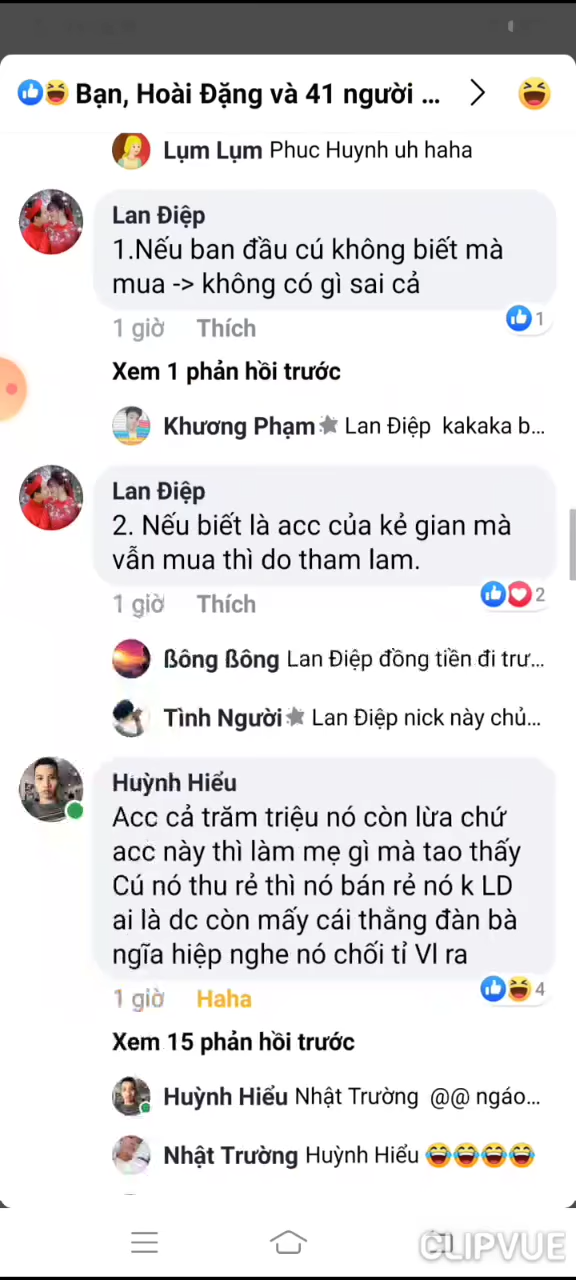 Bạn, Hoài Đặng và 41 người ...
Lụm Lụm Phuc Huynh uh haha
Lan Điệp
1.Nếu ban đầu cú không biết mà
mua -> không có gì sai cả
1 giờ Thích 1
Xem 1 phản hồi trước
Khương Phạm Lan Điệp kakaka b...
Lan Điệp
2. Nếu biết là acc của kẻ gian mà
vẫn mua thì do tham lam.
1 giờ Thích 2
ßông ßông Lan Điệp đồng tiền đi trư...
Tình Người Lan Điệp nick này chủ...
Huỳnh Hiếu
Acc cả trăm triệu nó còn lừa chứ
acc này thì làm mẹ gì mà tao thấy
Cú nó thu rẻ thì nó bán rẻ nó k LD
ai là dc còn mấy cái thằng đàn bà
ngĩa hiệp nghe nó chối tỉ Vl ra
1 giờ Haha 4
Xem 15 phản hồi trước
Huỳnh Hiếu Nhật Trường @@ ngáo...
Nhật Trường Huỳnh Hiếu
CLIPVUE